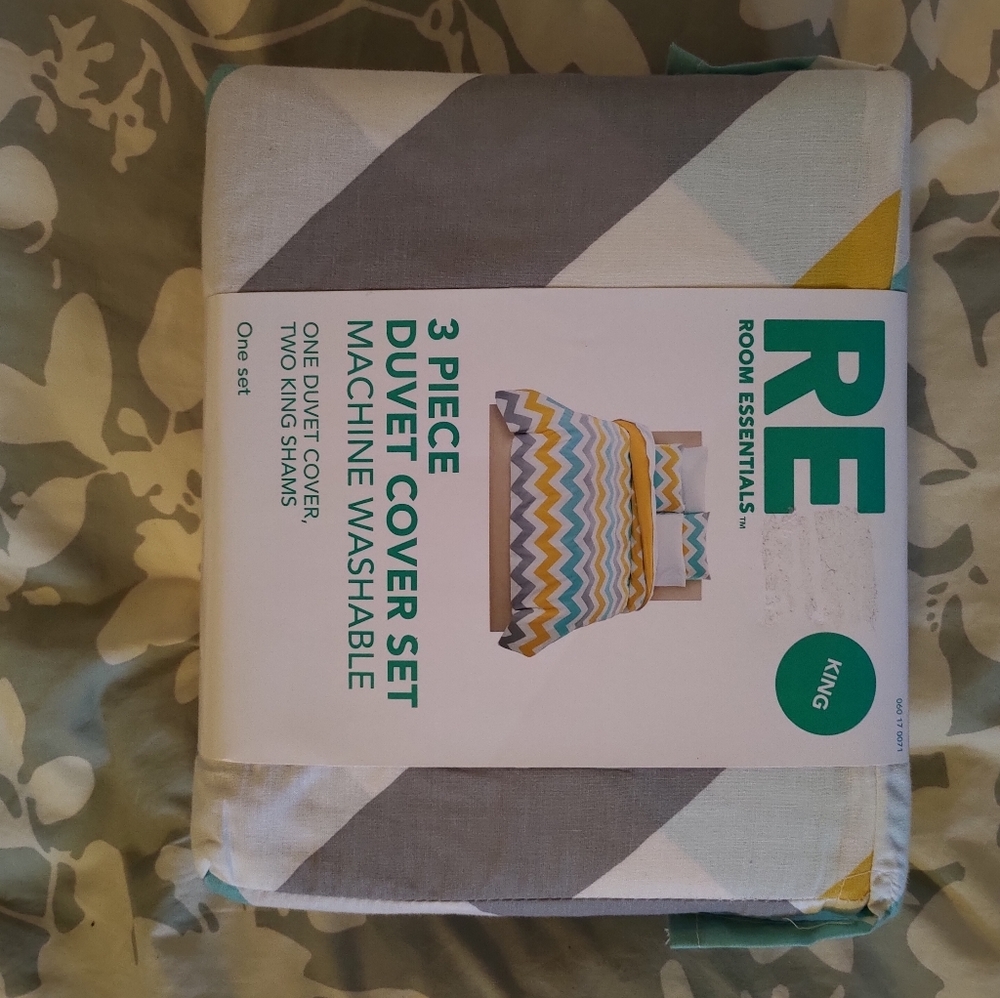 RE
ROOM ESSENTIALS™
KING
060 17 0071
3 PIECE
DUVET COVER SET
MACHINE WASHABLE
ONE DUVET COVER,
TWO KING SHAMS
One set